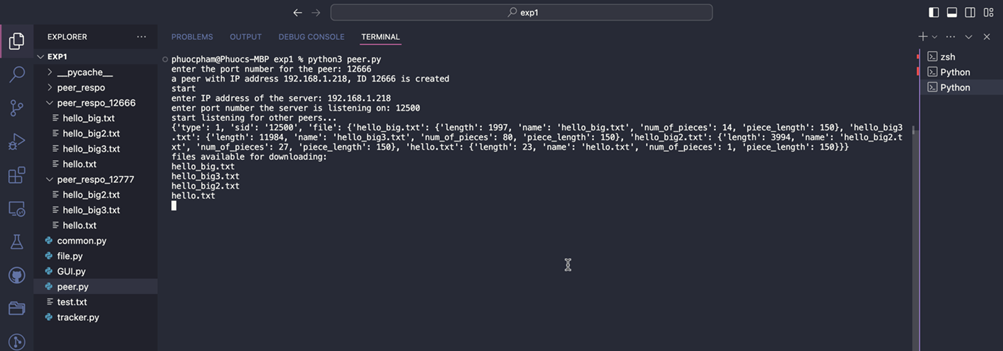 exp1
EXPLORER
EXP1
__pycache__
peer_respo
peer_respo_12666
hello_big.txt
hello_big2.txt
hello_big3.txt
hello.txt
peer_respo_12777
hello_big2.txt
hello_big3.txt
hello.txt
common.py
file.py
GUI.py
peer.py
test.txt
tracker.py
PROBLEMS OUTPUT DEBUG CONSOLE TERMINAL
phuocpham@Phuocs-MBP exp1 % python3 peer.py
enter the port number for the peer: 12666
a peer with IP address 192.168.1.218, ID 12666 is created
start
enter IP address of the server: 192.168.1.218
enter port number the server is listening on: 12500
start listening for other peers...
{'type': 1, 'sid': '12500', 'file': {'hello_big.txt': {'length': 1997, 'name': 'hello_big.txt', 'num_of_pieces': 14, 'piece_length': 150}, 'hello_big3
.txt': {'length': 11984, 'name': 'hello_big3.txt', 'num_of_pieces': 80, 'piece_length': 150}, 'hello_big2.txt': {'length': 3994, 'name': 'hello_big2.t
xt', 'num_of_pieces': 27, 'piece_length': 150}, 'hello.txt': {'length': 23, 'name': 'hello.txt', 'num_of_pieces': 1, 'piece_length': 150}}}
files available for downloading:
hello_big.txt
hello_big3.txt
hello_big2.txt
hello.txt
zsh
Python
Python